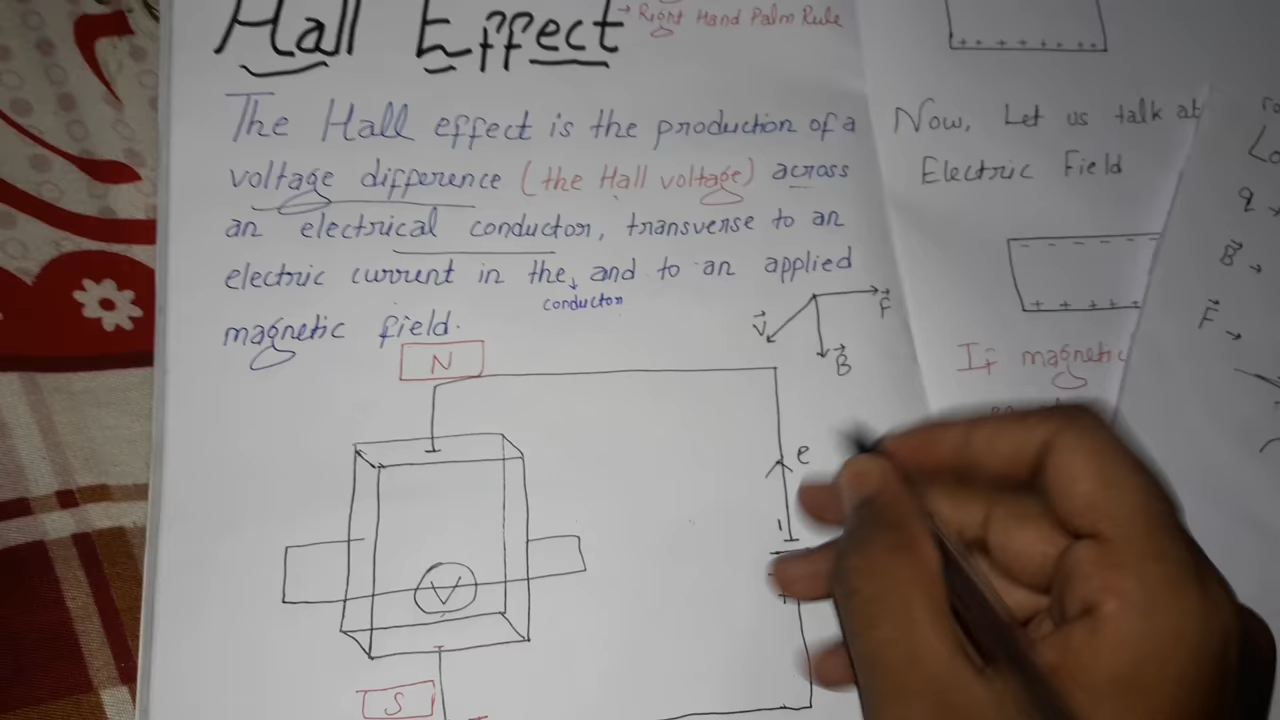 Hall Effect
→ Right Hand Palm Rule
The Hall effect is the production of a
voltage difference (the Hall voltage) across
an electrical conductor, transverse to an
electric current in the↓ and to an applied
conductor
magnetic field.
V⃗
F⃗
B⃗
N
e
-
+
V
S
+ + + + + + +
Now, Let us talk at
Electric Field
- - - - - - -
+ + + + +
If magnetic
q →
B⃗ →
F⃗ →